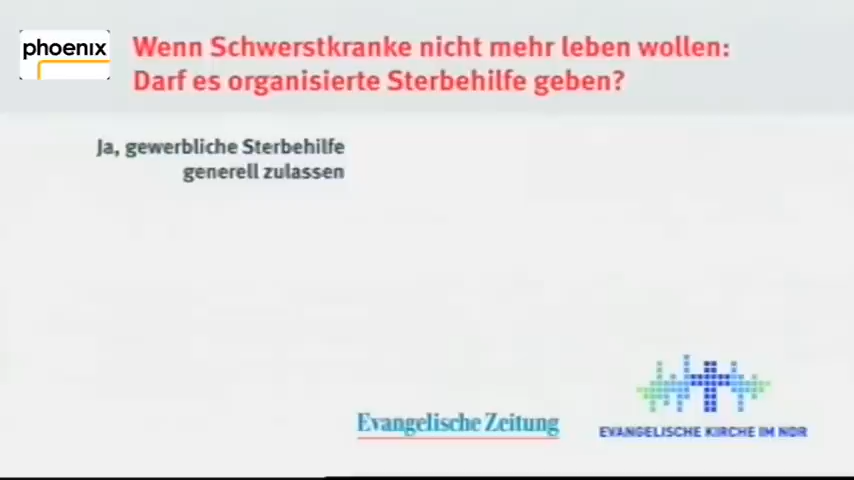 phoenix
Wenn Schwerstkranke nicht mehr leben wollen:
Darf es organisierte Sterbehilfe geben?
Ja, gewerbliche Sterbehilfe
generell zulassen
Evangelische Zeitung
EVANGELISCHE KIRCHE IM NDR